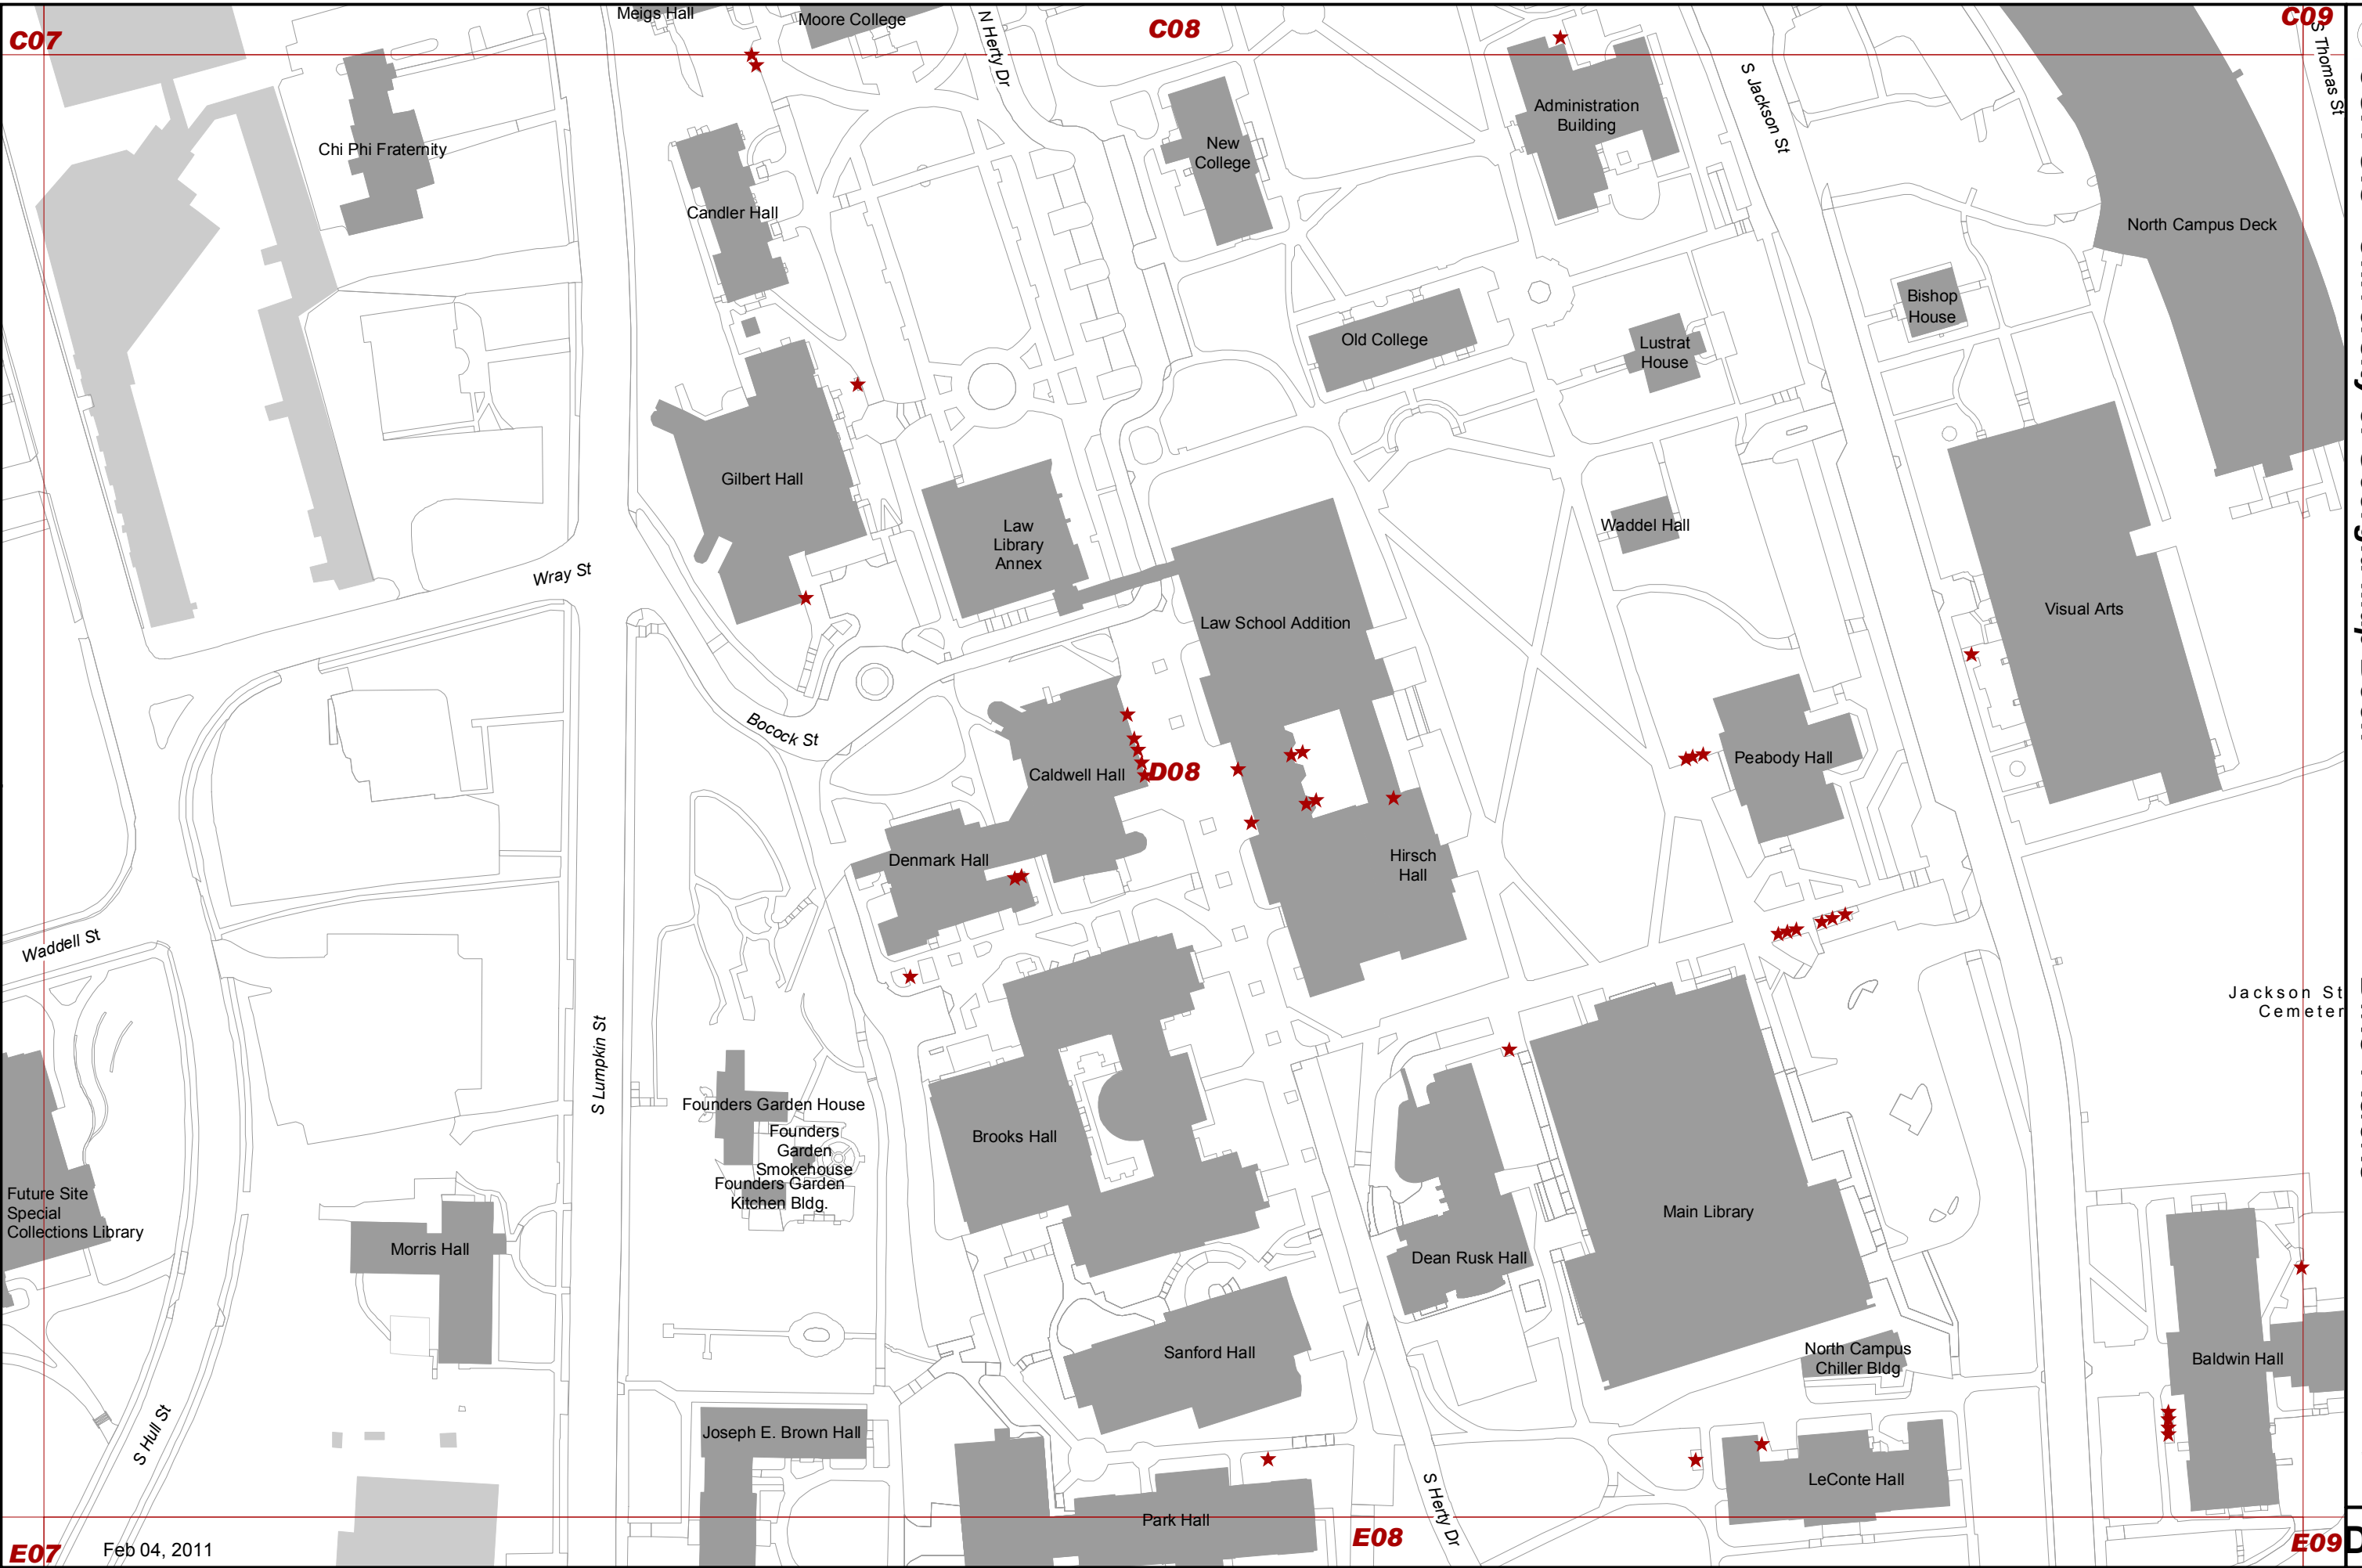 C07
Meigs Hall
Moore College
N Herty Dr
C08
C09
S Thomas St
Chi Phi Fraternity
Candler Hall
New
College
Administration
Building
S Jackson St
North Campus Deck
Bishop
House
Old College
Lustrat
House
Gilbert Hall
Law
Library
Annex
Waddel Hall
Wray St
Law School Addition
Visual Arts
Bocock St
Caldwell Hall
D08
Peabody Hall
Denmark Hall
Hirsch
Hall
Waddell St
Jackson St
Cemeter
S Lumpkin St
Founders Garden House
Founders
Garden
Smokehouse
Founders Garden
Kitchen Bldg.
Brooks Hall
Future Site
Special
Collections Library
Morris Hall
Dean Rusk Hall
Main Library
Sanford Hall
North Campus
Chiller Bldg
Baldwin Hall
S Hull St
Joseph E. Brown Hall
LeConte Hall
S Herty Dr
Park Hall
E07
Feb 04, 2011
E08
E09
D